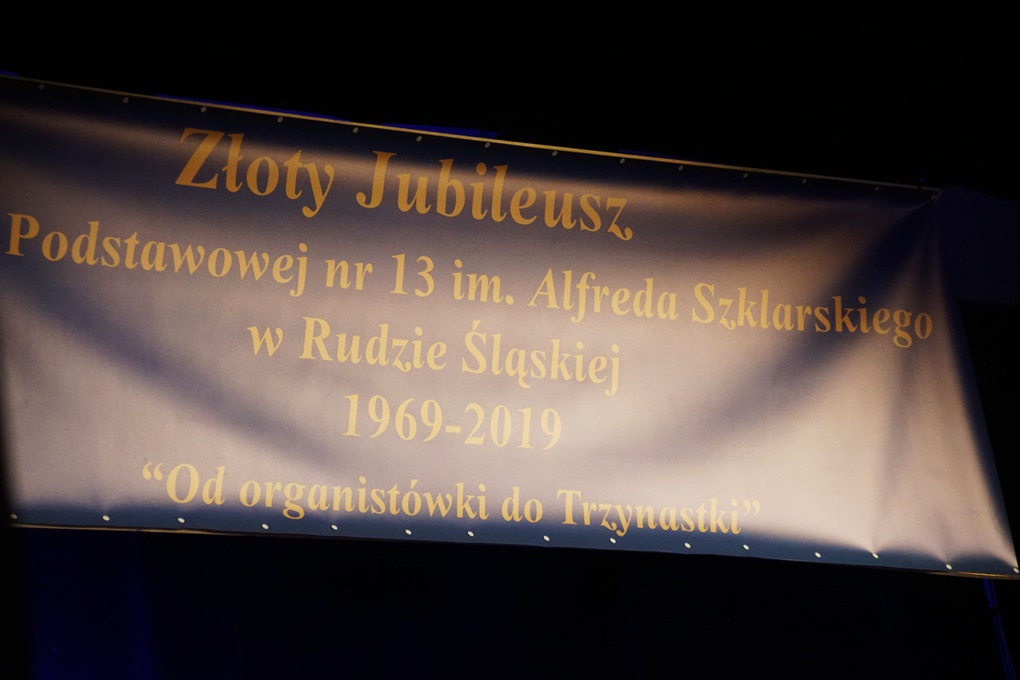 Złoty Jubileusz
Podstawowej nr 13 im. Alfreda Szklarskiego
w Rudzie Śląskiej
1969-2019
“Od organistówki do Trzynastki”